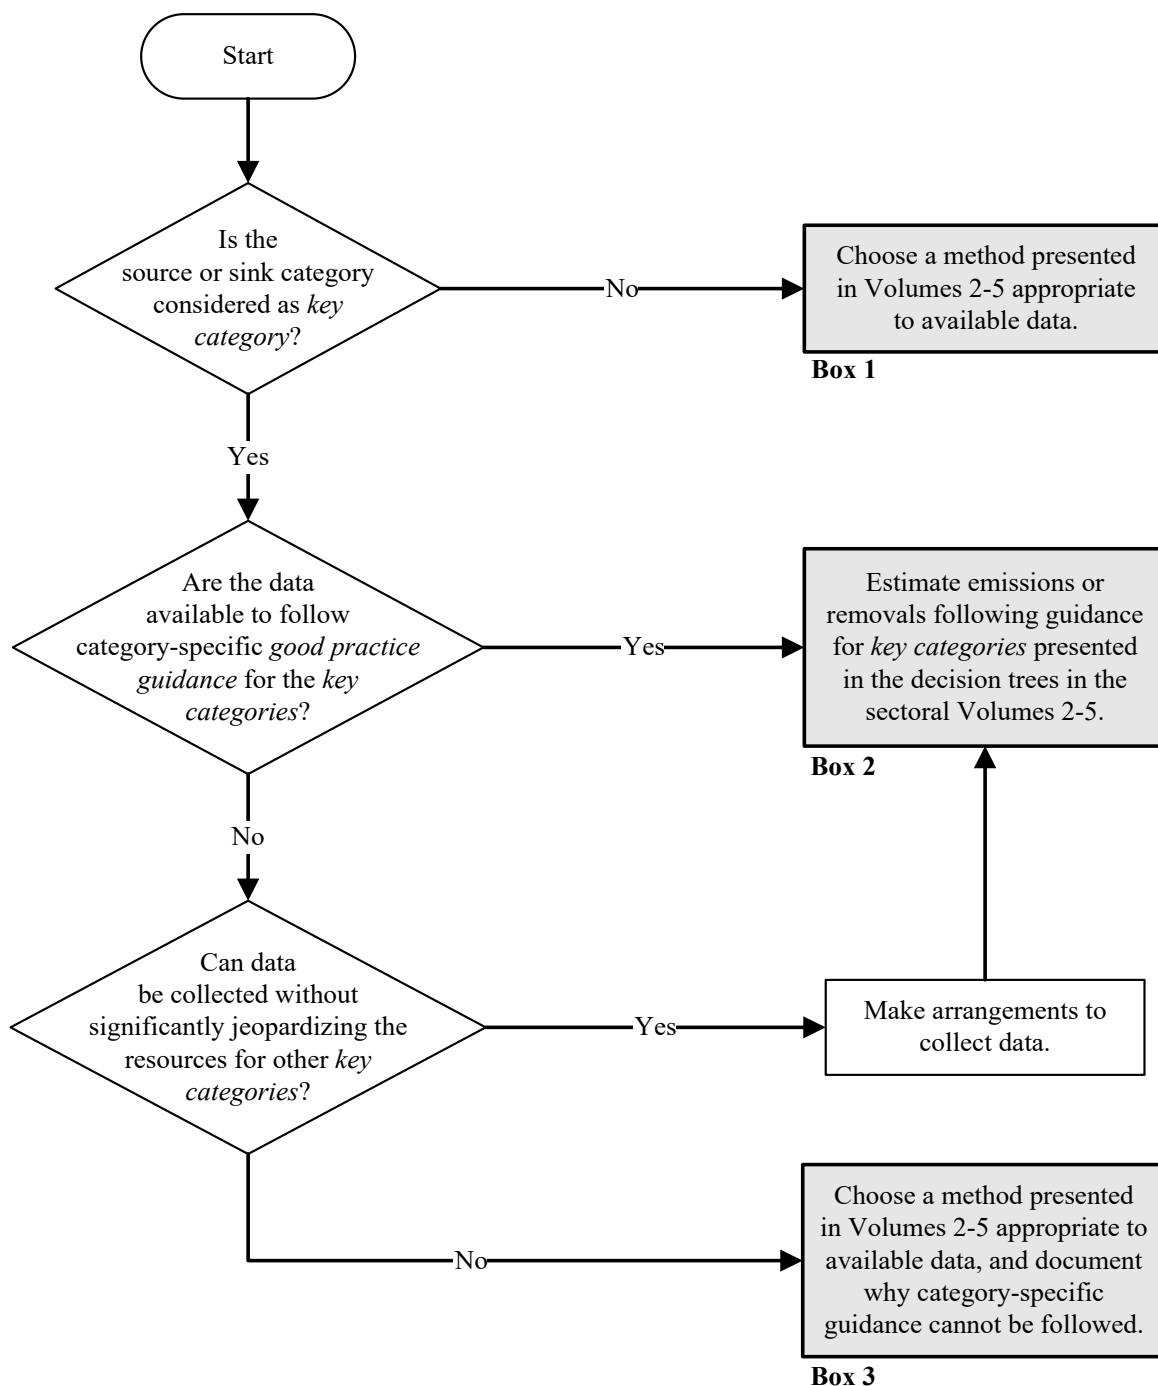 Start
Is the
source or sink category
considered as key
category?
No
Choose a method presented
in Volumes 2-5 appropriate
to available data.
Box 1
Yes
Are the data
available to follow
category-specific good practice
guidance for the key
categories?
Yes
Estimate emissions or
removals following guidance
for key categories presented
in the decision trees in the
sectoral Volumes 2-5.
Box 2
No
Can data
be collected without
significantly jeopardizing the
resources for other key
categories?
Yes
Make arrangements to
collect data.
No
Choose a method presented
in Volumes 2-5 appropriate to
available data, and document
why category-specific
guidance cannot be followed.
Box 3